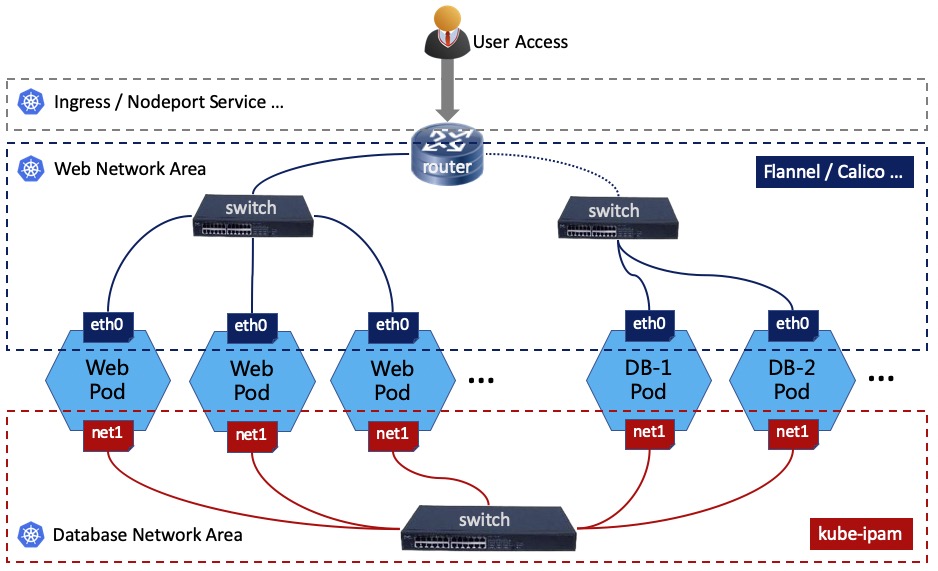 User Access
Ingress / Nodeport Service ...
router
Web Network Area
Flannel / Calico ...
switch
switch
eth0
eth0
eth0
eth0
eth0
Web
Pod
Web
Pod
Web
Pod
...
DB-1
Pod
DB-2
Pod
...
net1
net1
net1
net1
net1
switch
Database Network Area
kube-ipam